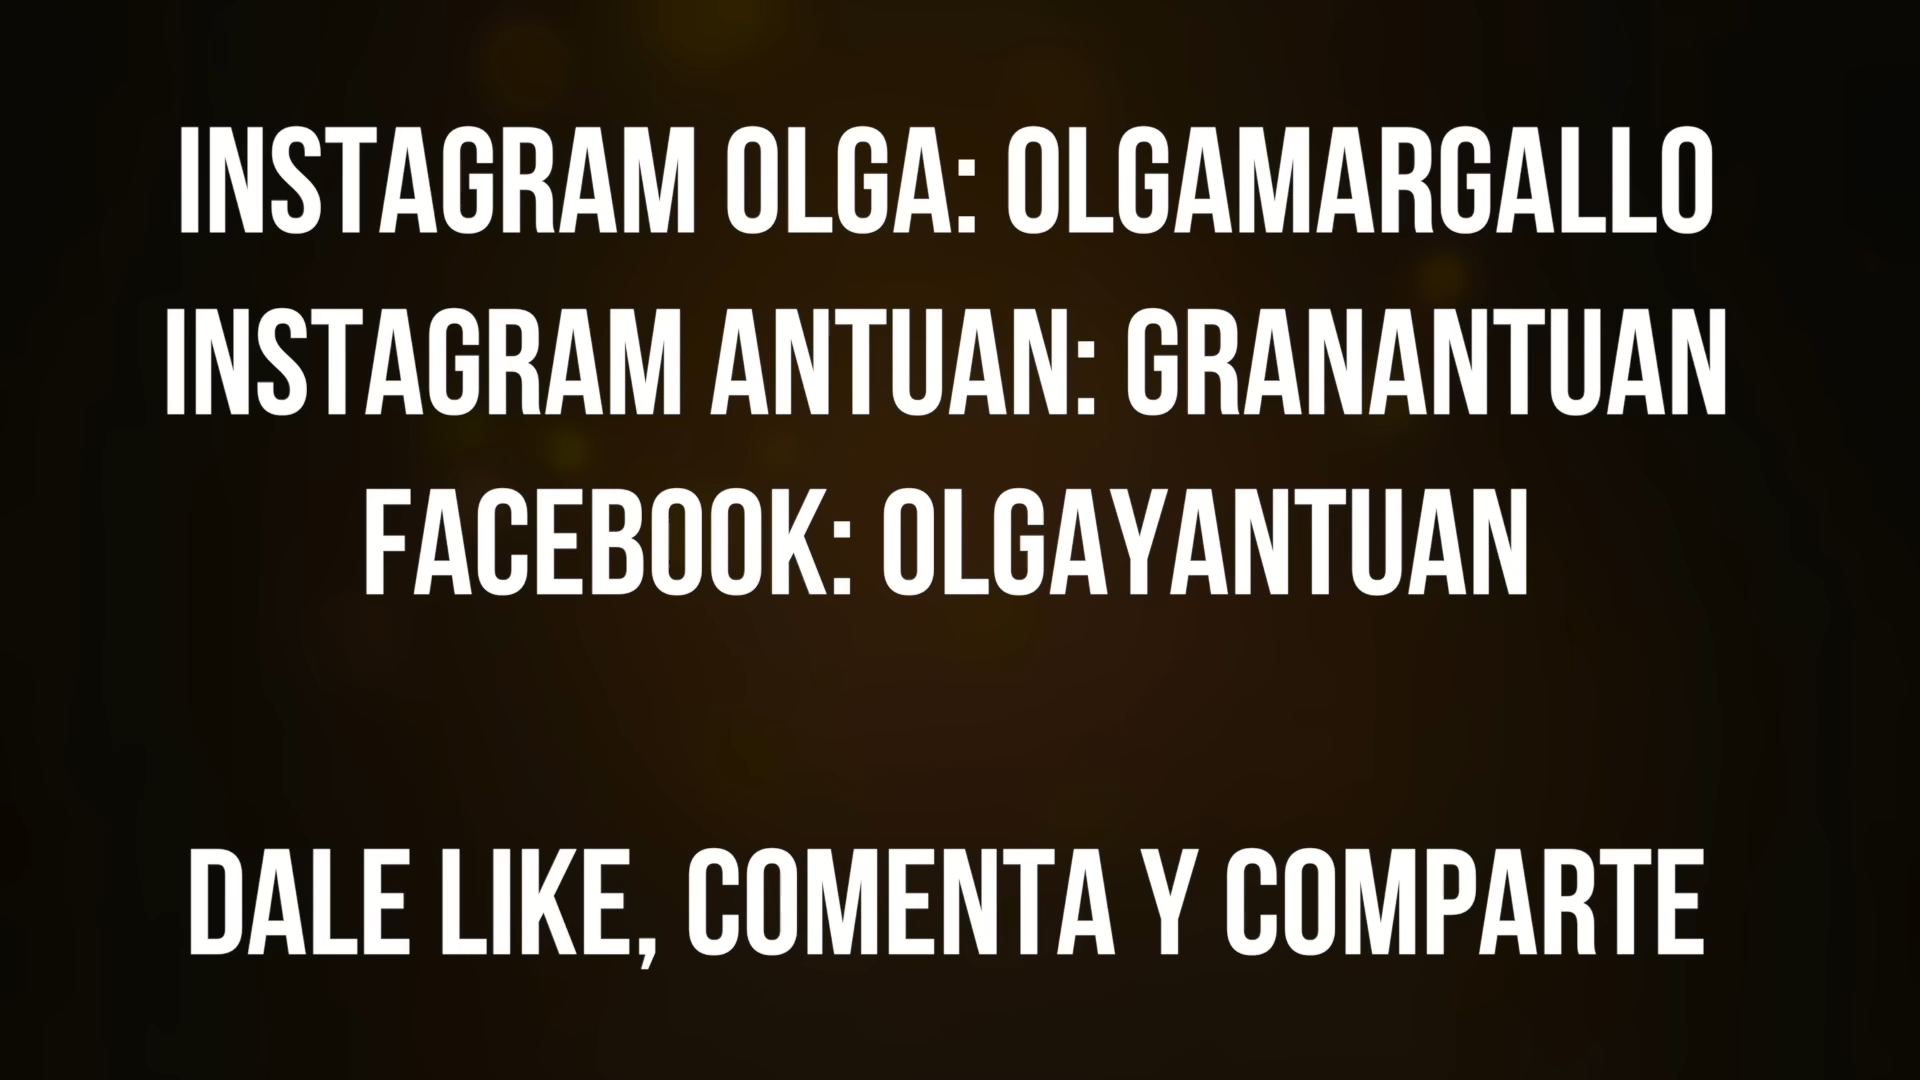 INSTAGRAM OLGA: OLGAMARGALLO
INSTAGRAM ANTUAN: GRANANTUAN
FACEBOOK: OLGAYANTUAN
DALE LIKE, COMENTA Y COMPARTE